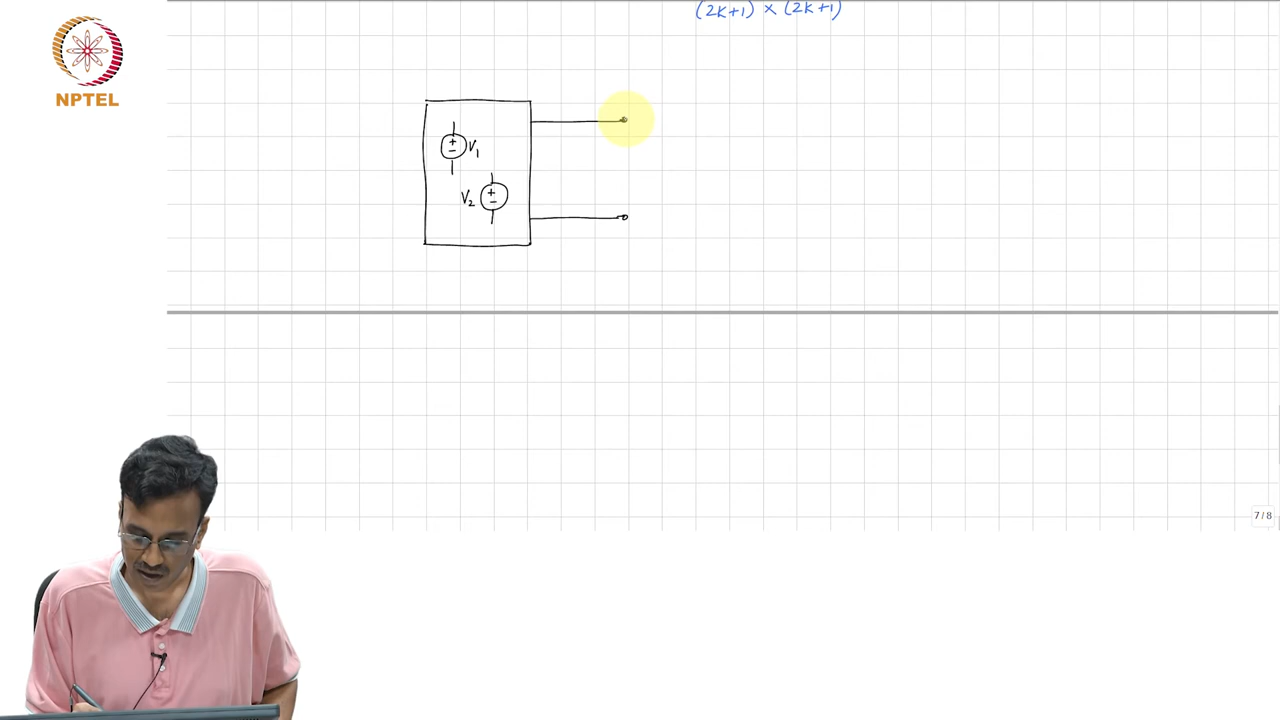 (2K+1) × (2K+1)
NPTEL
+
-
V1
V2
+
-
7/8